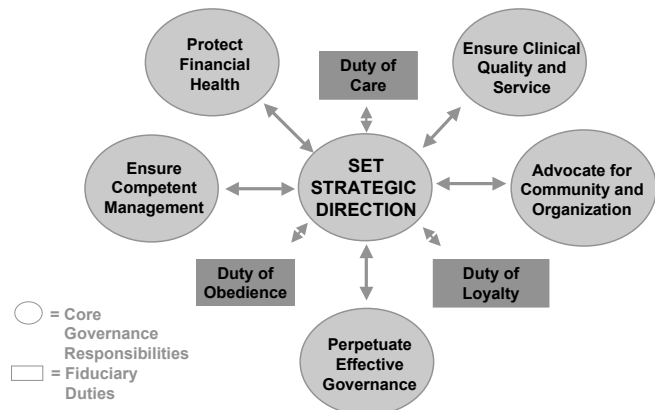 Protect
Financial
Health
Duty of
Care
Ensure Clinical
Quality and
Service
Ensure
Competent
Management
SET
STRATEGIC
DIRECTION
Advocate for
Community and
Organization
Duty of
Obedience
Duty of
Loyalty
Perpetuate
Effective
Governance
= Core
Governance
Responsibilities
= Fiduciary
Duties